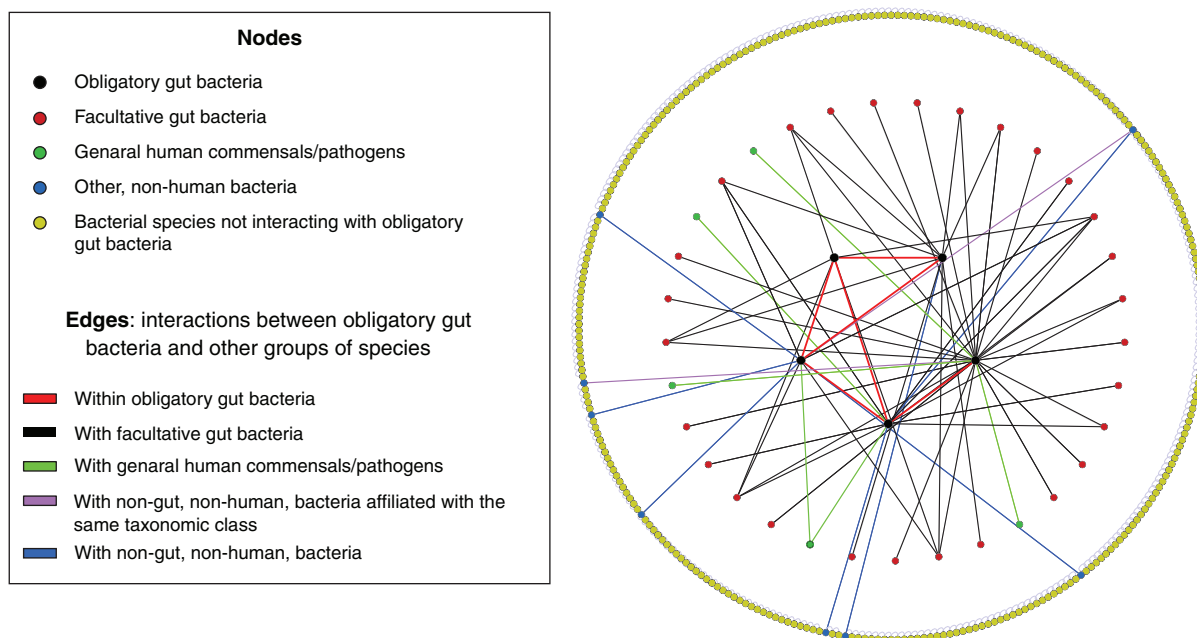 Nodes
Obligatory gut bacteria
Facultative gut bacteria
Genaral human commensals/pathogens
Other, non-human bacteria
Bacterial species not interacting with obligatory
gut bacteria
Edges: interactions between obligatory gut
bacteria and other groups of species
Within obligatory gut bacteria
With facultative gut bacteria
With genaral human commensals/pathogens
With non-gut, non-human, bacteria affiliated with the
same taxonomic class
With non-gut, non-human, bacteria